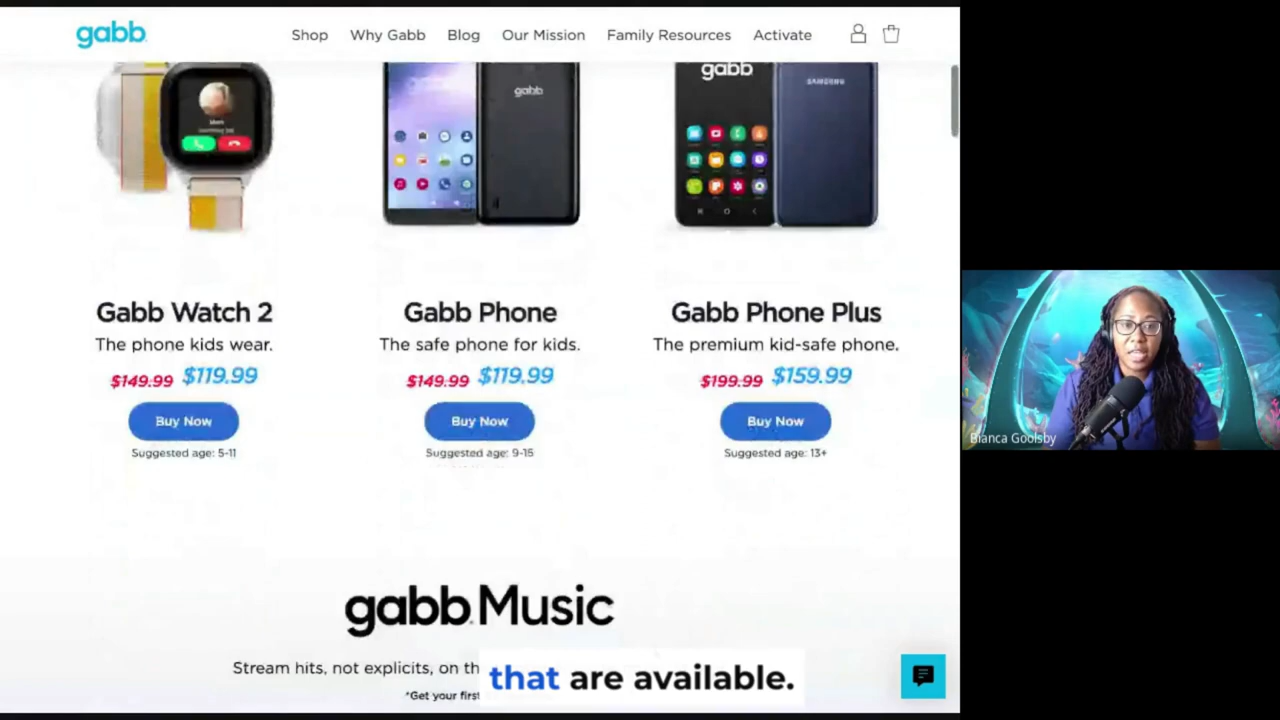 gabb
Shop Why Gabb Blog Our Mission Family Resources Activate
gabb
gabb
SAMSUNG
Gabb Watch 2
The phone kids wear.
$149.99 $119.99
Buy Now
Suggested age: 5-11
Gabb Phone
The safe phone for kids.
$149.99 $119.99
Buy Now
Suggested age: 9-15
Gabb Phone Plus
The premium kid-safe phone.
$199.99 $159.99
Buy Now
Suggested age: 13+
gabb Music
Stream hits, not explicits, on
*Get your first
that are available.
Bianca Goolsby